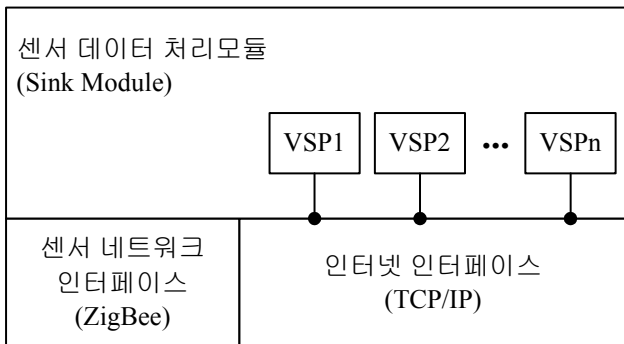 센서 데이터 처리모듈
(Sink Module)
VSP1 VSP2 ••• VSPn
센서 네트워크
인터페이스
(ZigBee)
인터넷 인터페이스
(TCP/IP)